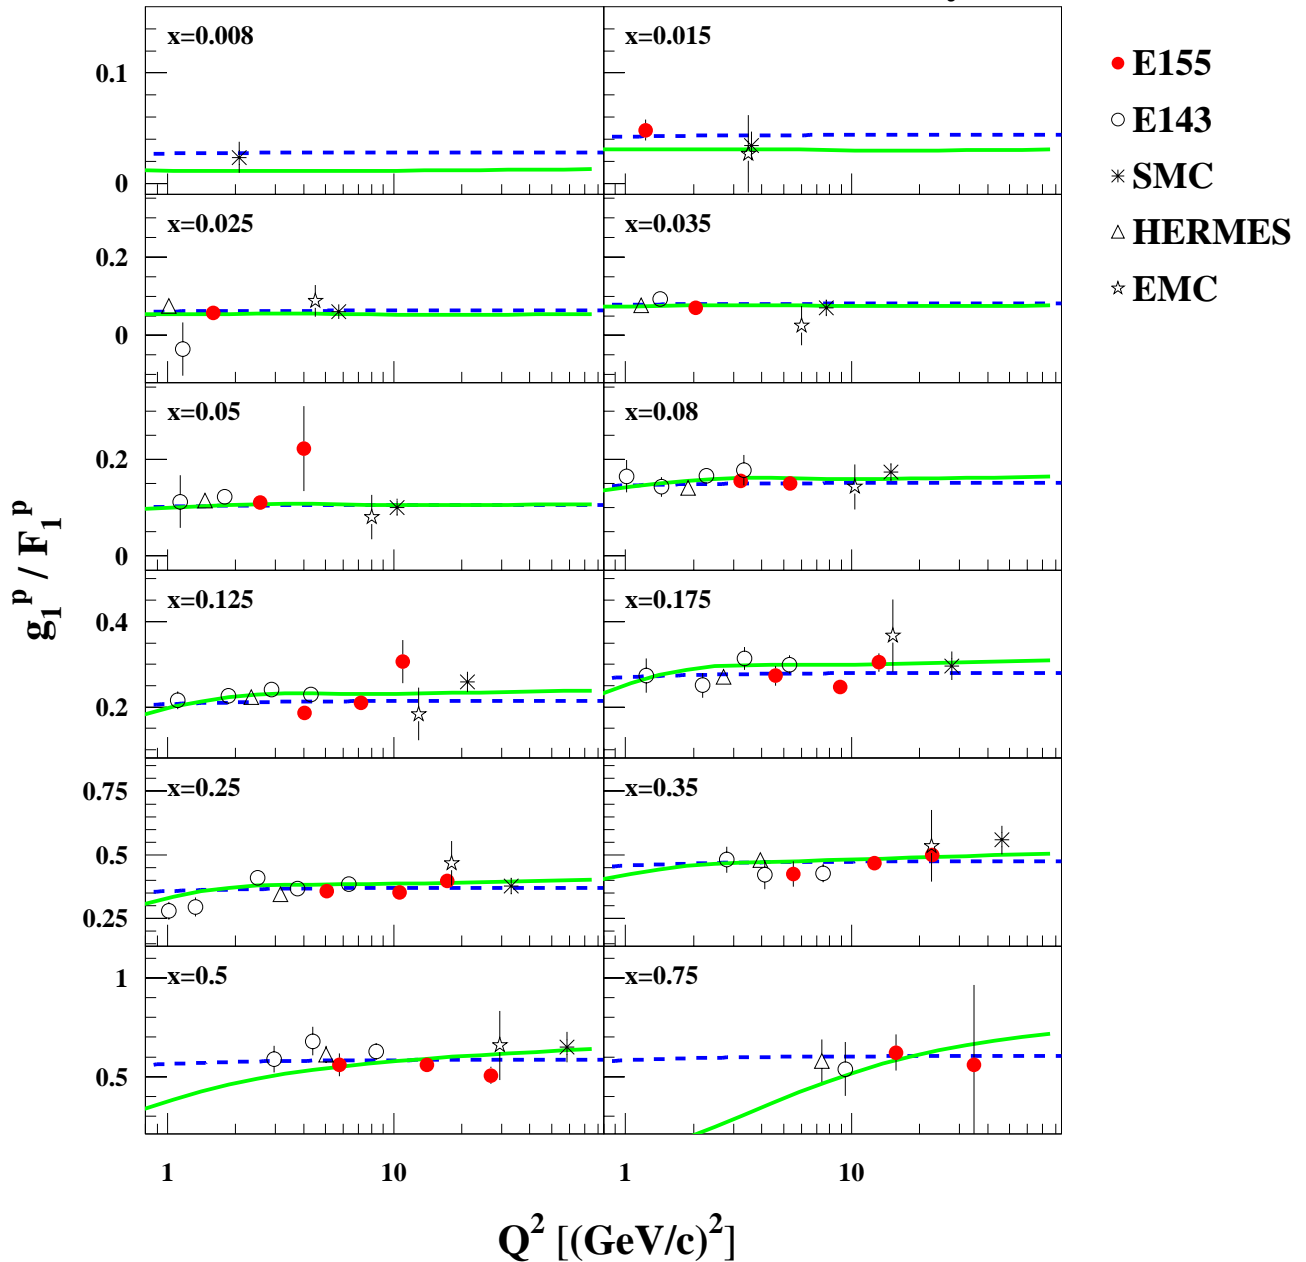 x=0.008
x=0.015
0.1
0
x=0.025
x=0.035
0.2
0
x=0.05
x=0.08
0.2
0
x=0.125
x=0.175
0.4
0.2
x=0.25
x=0.35
0.75
0.5
0.25
x=0.5
x=0.75
1
0.5
1
10
1
10
g₁ᵖ / F₁ᵖ
Q² [(GeV/c)²]
E155
E143
SMC
HERMES
EMC